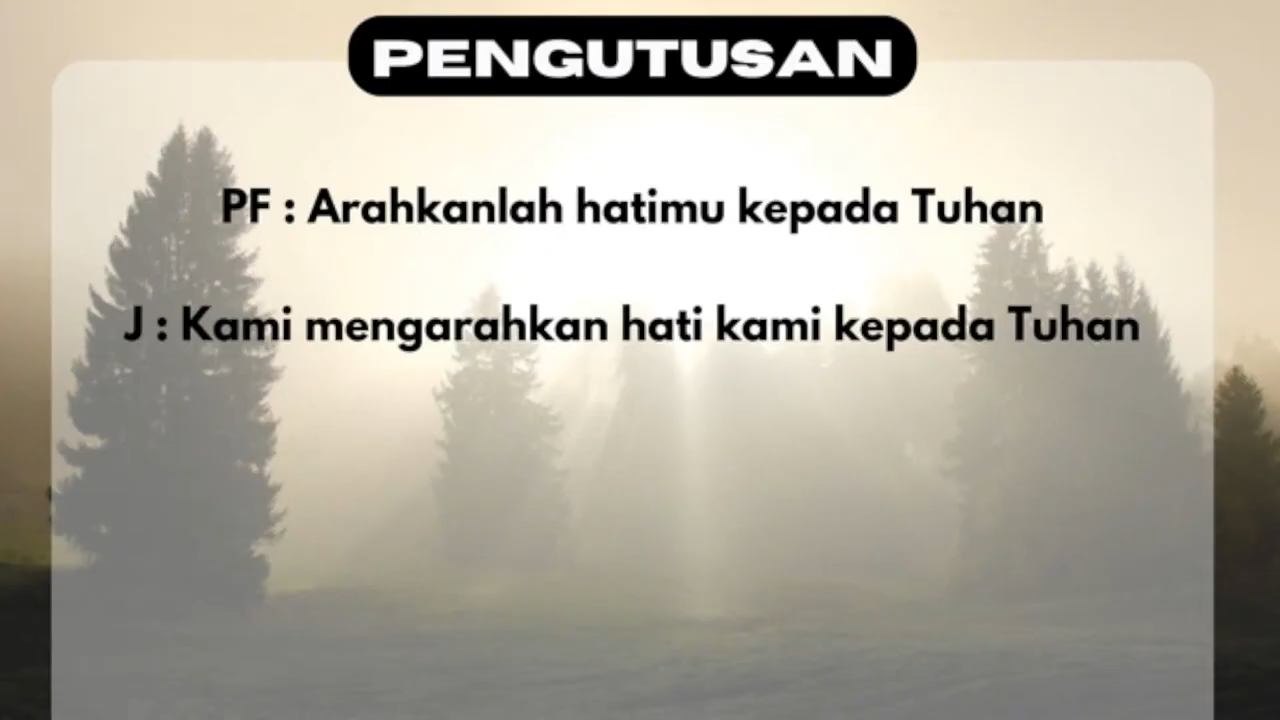 PENGUTUSAN
PF : Arahkanlah hatimu kepada Tuhan
J : Kami mengarahkan hati kami kepada Tuhan